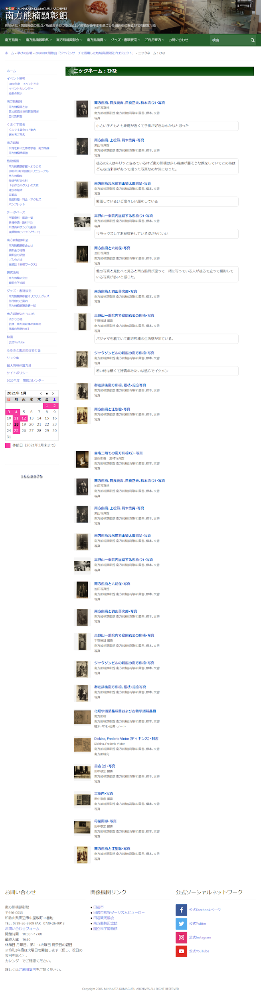 MINAKATA KUMAGUSU ARCHIVES
南方熊楠顕彰館
熊楠研究・情報発信の拠点／所蔵資料25,000点以上／熊楠が後半生を過ごした田辺市にある邸宅も観覧可能
南方熊楠 南方熊楠顕彰館 南方熊楠顕彰会 南方熊楠賞 グッズ・書籍販売 ご利用案内 お問い合わせ 検索
ホーム » 学びの広場 » 2020UDC和歌山「ジャパンサーチを活用した地域資源発見プロジェクト」 » ニックネーム：ひな
ホーム
イベント情報
2020年度 イベント予定
イベントカレンダー
過去の展示
南方熊楠賞
南方熊楠賞とは
第30回南方熊楠賞受賞者
歴代受賞者
くまぐす募金
くまぐす募金のご案内
寄附者ご芳名
南方熊楠
世界を駆けた博物学者 南方熊楠
南方熊楠略年譜
施設概要
南方熊楠顕彰館へようこそ
2019年3月常設展示リニューアル
南方熊楠邸
登録有形文化財
「引作の大クス」の大枝
建設の経緯
収蔵品
開館時間・料金・アクセス
パンフレット
データベース
所蔵資料・蔵書一覧
各種申請・取材申込
所蔵資料サンプル画像
画像検索(ジャパンサーチ)
南方熊楠顕彰会
南方熊楠顕彰会とは
顕彰会の組織
顕彰会の活動
ご入会方法
機関誌「熊楠ワークス」
研究活動
南方熊楠研究会
顕彰会学術部
グッズ・書籍販売
南方熊楠顕彰館オリジナルグッズ
刊行物のご案内
南方熊楠関連書籍一覧
南方熊楠ゆかりの地
ゆかりの地
名勝 南方曼陀羅の風景地
残響の熊野PartⅡ
動画
公式YouTube
ふるさと田辺応援寄付金
リンク集
個人情報保護方針
サイトポリシー
2020年度 開館カレンダー
2021年 1月
日 月 火 水 木 金 土
1 2
3 4 5 6 7 8 9
10 11 12 13 14 15 16
17 18 19 20 21 22 23
24 25 26 27 28 29 30
31
休館日（2021年3月末まで）
1668979
ニックネーム：ひな
南方熊楠、目良純吉、目良正夫、秋本清（2）・写真
池田写真館
南方熊楠顕彰館 南方熊楠邸資料：蔵書、標本、文書
写真
小さい子どもとも距離が近くて子供が好きなのかなと思った
南方熊楠、上松蓊、楠本秀男・写真
栗山写真館
南方熊楠顕彰館 南方熊楠邸資料：蔵書、標本、文書
写真
後ろの2人はキリッときめているけど南方熊楠は少し機嫌が悪そうな顔をしていてこの時は
どんな出来事があって撮った写真なのか気になった。
南方熊楠渡米前羽山繁太郎贈呈・写真
南方熊楠顕彰館 南方熊楠邸資料：蔵書、標本、文書
写真
緊張しているけど凛々しい顔をしている
高野山一乗院内昼寝する熊楠（2）・写真
南方熊楠顕彰館 南方熊楠邸資料：蔵書、標本、文書
写真
リラックスしてお昼寝をしている姿がかわいい
南方熊楠と六鵜保・写真
池田写真館
南方熊楠顕彰館 南方熊楠邸資料：蔵書、標本、文書
写真
他の写真と見比べて見ると南方熊楠が座って一緒に写っている人が後ろで立って撮影して
いる写真が多いと感じた。
南方熊楠と羽山蕃次郎・写真
南方熊楠顕彰館 南方熊楠邸資料：蔵書、標本、文書
写真
高野山一乗院内で寝間着姿の熊楠・写真
宇野確雄 撮影
南方熊楠顕彰館 南方熊楠邸資料：蔵書、標本、文書
写真
パジャマを着ていて南方熊楠の生活感が出ている。
ジャクソンビルの和服の南方熊楠・写真
南方熊楠顕彰館 南方熊楠邸資料：蔵書、標本、文書
写真
若い時は細くて好青年みたいな感じでイケメン
御進講後南方熊楠、松枝・記念写真
南方熊楠顕彰館 南方熊楠邸資料：蔵書、標本、文書
写真
南方熊楠と江聖聡・写真
南方熊楠顕彰館 南方熊楠邸資料：蔵書、標本、文書
写真
自宅二階での南方熊楠（2）・写真
別所彰善 濱﨑写真館
南方熊楠顕彰館 南方熊楠邸資料：蔵書、標本、文書
写真
南方熊楠、目良純吉、目良正夫、秋本清（2）・写真
池田写真館
南方熊楠顕彰館 南方熊楠邸資料：蔵書、標本、文書
写真
南方熊楠、上松蓊、楠本秀男・写真
栗山写真館
南方熊楠顕彰館 南方熊楠邸資料：蔵書、標本、文書
写真
南方熊楠渡米前羽山繁太郎贈呈・写真
南方熊楠顕彰館 南方熊楠邸資料：蔵書、標本、文書
写真
高野山一乗院内昼寝する熊楠（2）・写真
南方熊楠顕彰館 南方熊楠邸資料：蔵書、標本、文書
写真
南方熊楠と六鵜保・写真
池田写真館
南方熊楠顕彰館 南方熊楠邸資料：蔵書、標本、文書
写真
南方熊楠と羽山蕃次郎・写真
南方熊楠顕彰館 南方熊楠邸資料：蔵書、標本、文書
写真
高野山一乗院内で寝間着姿の熊楠・写真
宇野確雄 撮影
南方熊楠顕彰館 南方熊楠邸資料：蔵書、標本、文書
写真
ジャクソンビルの和服の南方熊楠・写真
南方熊楠顕彰館 南方熊楠邸資料：蔵書、標本、文書
写真
御進講後南方熊楠、松枝・記念写真
南方熊楠顕彰館 南方熊楠邸資料：蔵書、標本、文書
写真
化理学諸薬品蔵目および古物学諸蔵品目
南方熊楠
南方熊楠顕彰館 南方熊楠邸資料：蔵書、標本、文書
稿本・写本・抜書・ノート
Dickins, Frederic Victor（ディキンズ）・封書
Dickins, Frederic Victor
南方熊楠顕彰館 南方熊楠邸資料：蔵書、標本、文書
南方熊楠宛
書斎（2）・写真
田中敬忠 撮影
南方熊楠顕彰館 南方熊楠邸資料：蔵書、標本、文書
写真
書庫内・写真
田中敬忠 撮影
南方熊楠顕彰館 南方熊楠邸資料：蔵書、標本、文書
写真
母屋南縁・写真
田中敬忠 撮影
南方熊楠顕彰館 南方熊楠邸資料：蔵書、標本、文書
写真
南方熊楠と江聖聡・写真
南方熊楠顕彰館 南方熊楠邸資料：蔵書、標本、文書
写真
お問い合わせ
南方熊楠顕彰館
〒646-0035
和歌山県田辺市中屋敷町36番地
TEL : 0739-26-9909 FAX : 0739-26-9913
お問い合わせフォーム
開館時間 10:00～17:00
最終入館 16:30
休館日 月曜日、第2・4火曜日 祝祭日の翌日
※令和2年度は火曜日も開館します（但し、祝日の
翌日を除く）。
カレンダーでご確認ください。
詳しくはご利用案内をご覧ください。
関係機関リンク
● 田辺市
● 田辺市熊野ツーリズムビューロー
● 田辺観光協会
● 南方熊楠記念館
● 国立科学博物館
公式ソーシャルネットワーク
公式Facebookページ
公式Twitter
公式Instagram
公式YouTube
Copyright 2006. MINAKATA KUMAGUSU ARCHIVES ALL RIGHT RESERVED